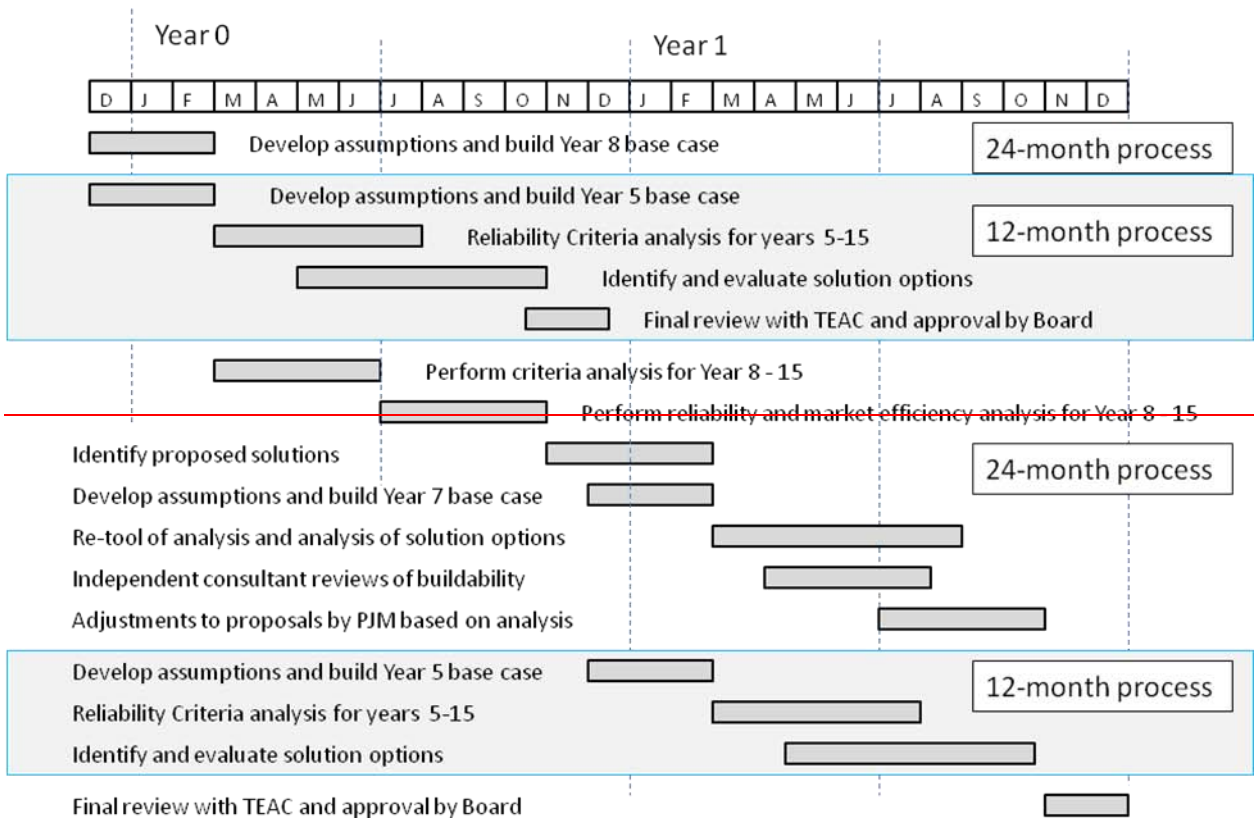 Year 0
Year 1
D J F M A M J J A S O N D J F M A M J J A S O N D
Develop assumptions and build Year 8 base case
24-month process
Develop assumptions and build Year 5 base case
12-month process
Reliability Criteria analysis for years 5-15
Identify and evaluate solution options
Final review with TEAC and approval by Board
Perform criteria analysis for Year 8 - 15
Perform reliability and market efficiency analysis for Year 8 - 15
Identify proposed solutions
24-month process
Develop assumptions and build Year 7 base case
Re-tool of analysis and analysis of solution options
Independent consultant reviews of buildability
Adjustments to proposals by PJM based on analysis
Develop assumptions and build Year 5 base case
12-month process
Reliability Criteria analysis for years 5-15
Identify and evaluate solution options
Final review with TEAC and approval by Board